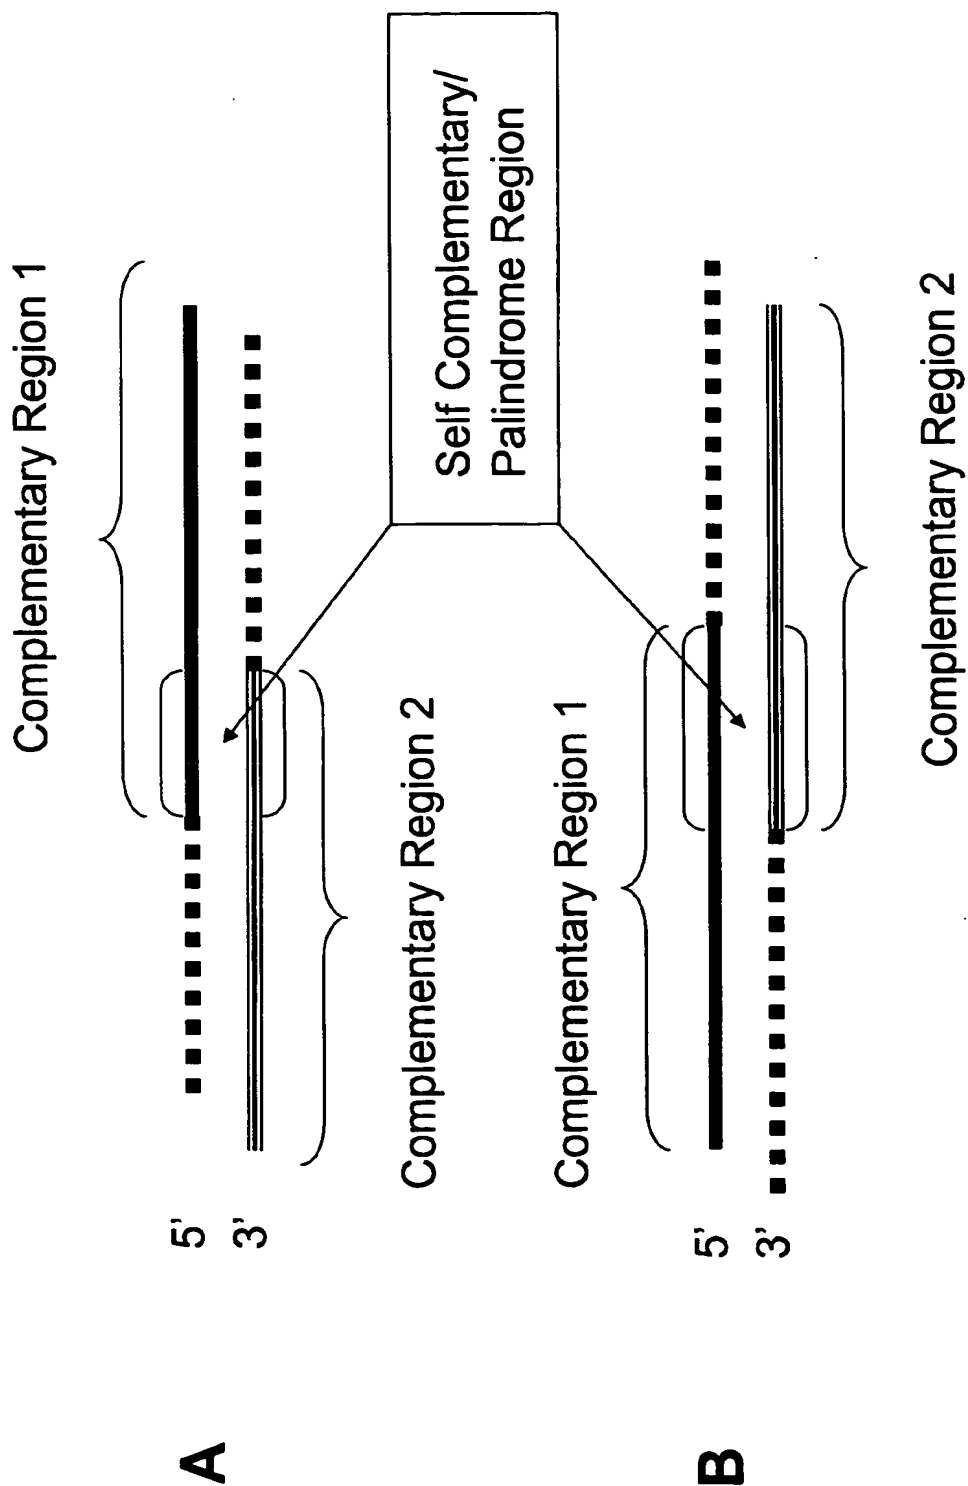 A
Complementary Region 1
5'
3'
Complementary Region 2
Self Complementary/
Palindrome Region
B
Complementary Region 1
5'
3'
Complementary Region 2